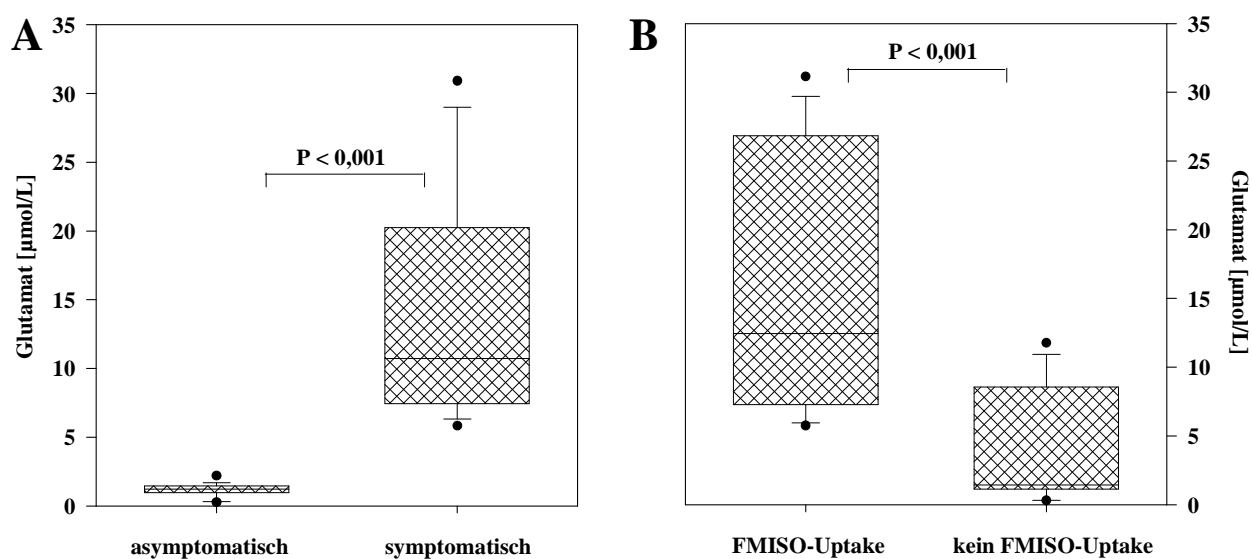 A
35
30
25
20
15
10
5
0
Glutamat [µmol/L]
P < 0,001
asymptomatisch
symptomatisch
B
P < 0,001
35
30
25
20
15
10
5
0
Glutamat [µmol/L]
FMISO-Uptake
kein FMISO-Uptake